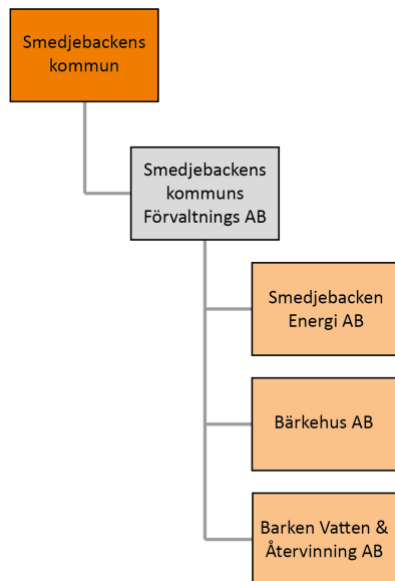 Smedjebackens
kommun
Smedjebackens
kommuns
Förvaltnings AB
Smedjebacken
Energi AB
Bärkehus AB
Barken Vatten &
Återvinning AB